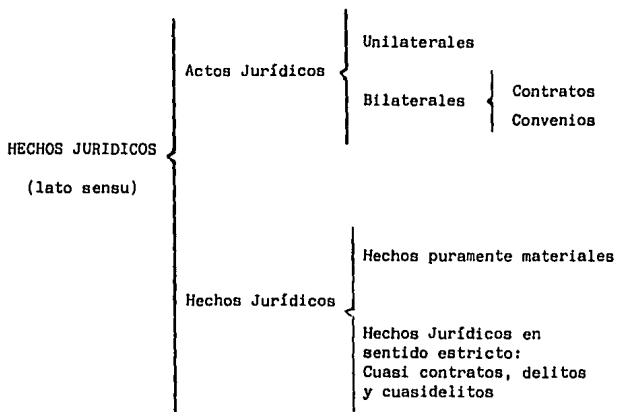 HECHOS JURIDICOS
(lato sensu)
Actos Jurídicos
Unilaterales
Bilaterales
Contratos
Convenios
Hechos Jurídicos
Hechos puramente materiales
Hechos Jurídicos en
sentido estricto:
Cuasi contratos, delitos
y cuasidelitos